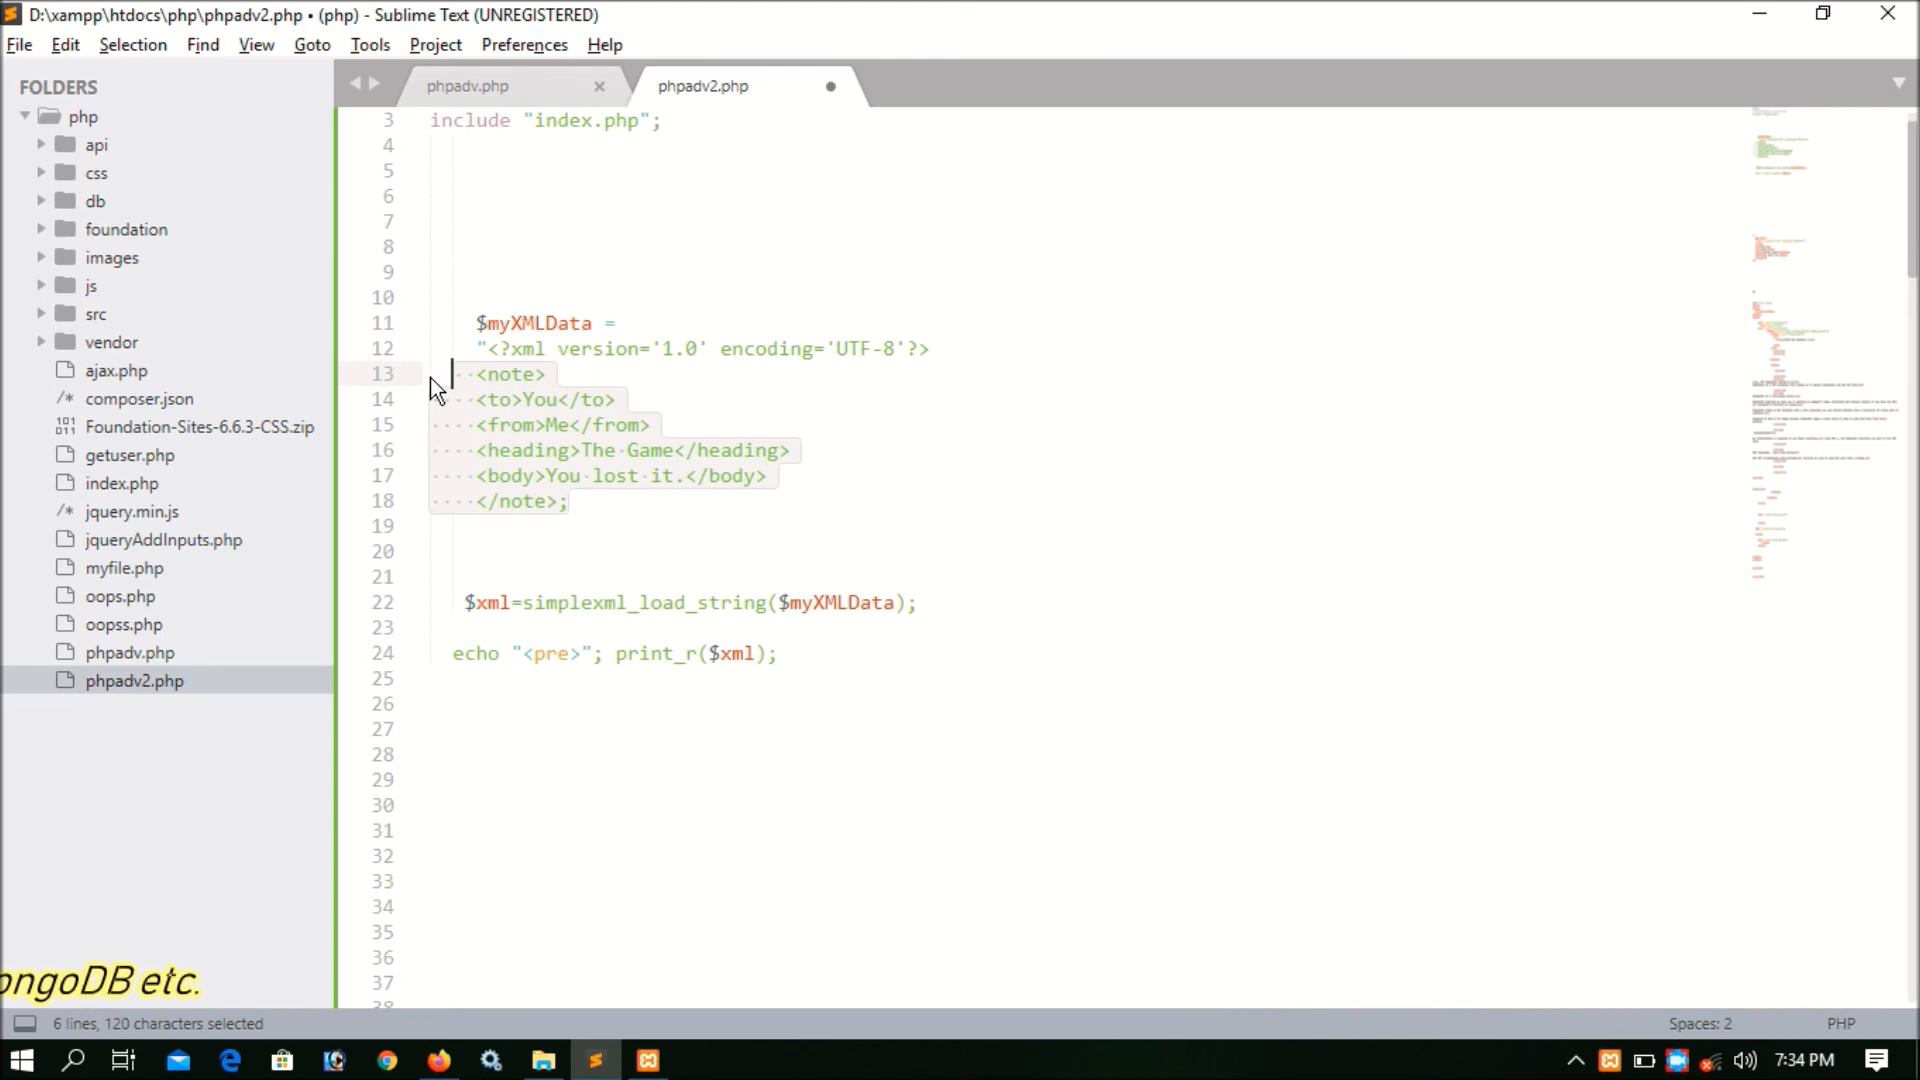 D:\xampp\htdocs\php\phpadv2.php • (php) - Sublime Text (UNREGISTERED)
File Edit Selection Find View Goto Tools Project Preferences Help
FOLDERS
php
api
css
db
foundation
images
js
src
vendor
ajax.php
/* composer.json
Foundation-Sites-6.6.3-CSS.zip
getuser.php
index.php
/* jquery.min.js
jqueryAddInputs.php
myfile.php
oops.php
oopss.php
phpadv.php
phpadv2.php
phpadv.php phpadv2.php
3 include "index.php";
4
5
6
7
8
9
10
11 $myXMLData =
12 "<?xml version='1.0' encoding='UTF-8'?>
13 <note>
14 <to>You</to>
15 <from>Me</from>
16 <heading>The Game</heading>
17 <body>You lost it.</body>
18 </note>;
19
20
21
22 $xml=simplexml_load_string($myXMLData);
23
24 echo "<pre>"; print_r($xml);
25
26
27
28
29
30
31
32
33
34
35
36
37
38
ongoDB etc.
6 lines, 120 characters selected
Spaces: 2 PHP
7:34 PM